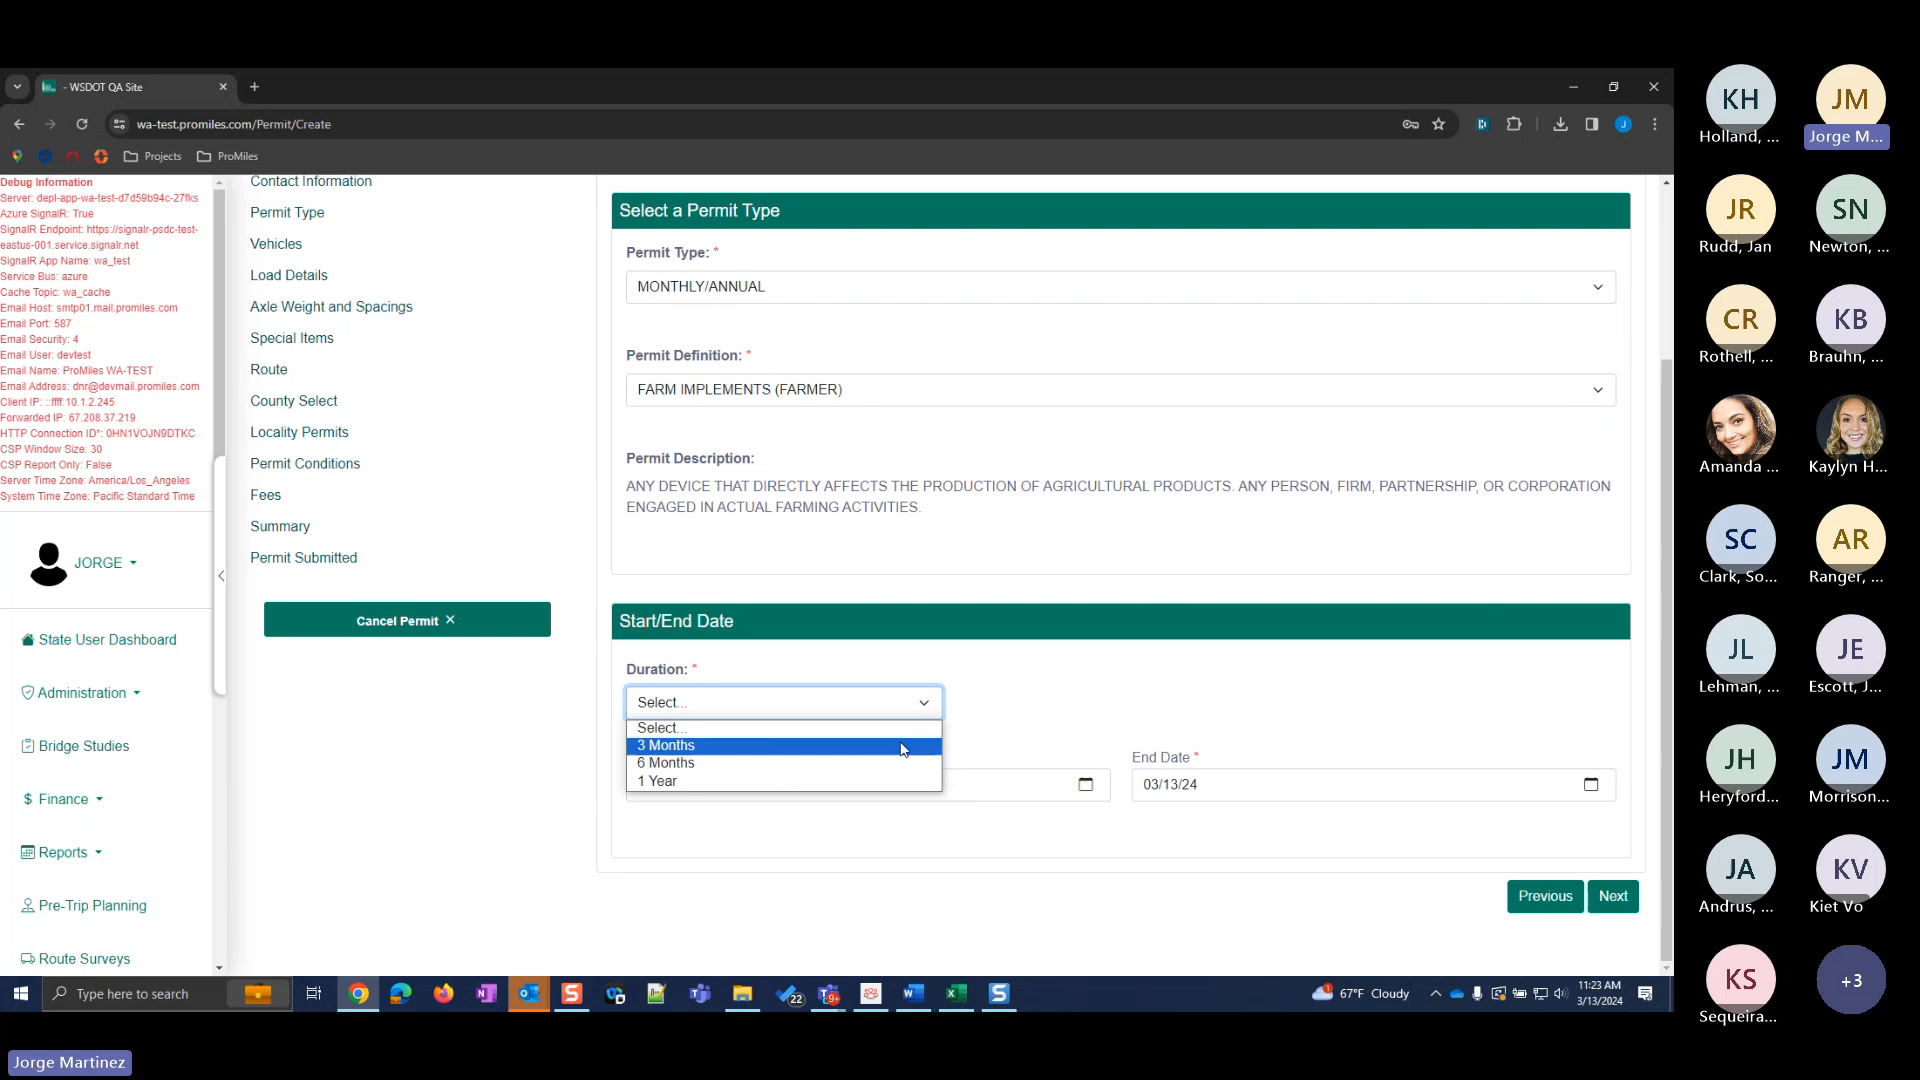 - WSDOT QA Site
wa-test.promiles.com/Permit/Create
Projects
ProMiles
Debug Information
Server: depl-app-wa-test-d7d59b94c-27fks
Azure SignalR: True
SignalR Endpoint: https://signalr-psdc-test-
eastus-001.service.signalr.net
SignalR App Name: wa_test
Service Bus: azure
Cache Topic: wa_cache
Email Host: smtp01.mail.promiles.com
Email Port: 587
Email Security: 4
Email User: devtest
Email Name: ProMiles WA-TEST
Email Address: dnr@devmail.promiles.com
Client IP: ::ffff:10.1.2.245
Forwarded IP: 67.208.37.219
HTTP Connection ID*: 0HN1VOJN9DTKC
CSP Window Size: 30
CSP Report Only: False
Server Time Zone: America/Los_Angeles
System Time Zone: Pacific Standard Time
JORGE
State User Dashboard
Administration
Bridge Studies
Finance
Reports
Pre-Trip Planning
Route Surveys
Contact Information
Permit Type
Vehicles
Load Details
Axle Weight and Spacings
Special Items
Route
County Select
Locality Permits
Permit Conditions
Fees
Summary
Permit Submitted
Cancel Permit ×
Select a Permit Type
Permit Type: *
MONTHLY/ANNUAL
Permit Definition: *
FARM IMPLEMENTS (FARMER)
Permit Description:
ANY DEVICE THAT DIRECTLY AFFECTS THE PRODUCTION OF AGRICULTURAL PRODUCTS. ANY PERSON, FIRM, PARTNERSHIP, OR CORPORATION
ENGAGED IN ACTUAL FARMING ACTIVITIES.
Start/End Date
Duration: *
Select...
Select...
3 Months
6 Months
1 Year
End Date *
03/13/24
Previous
Next
Type here to search
22
9+
67°F Cloudy
11:23 AM
3/13/2024
KH
Holland, ...
JM
Jorge M...
JR
Rudd, Jan
SN
Newton, ...
CR
Rothell, ...
KB
Brauhn, ...
Amanda ...
Kaylyn H...
SC
Clark, So...
AR
Ranger, ...
JL
Lehman, ...
JE
Escott, J...
JH
Heryford...
JM
Morrison...
JA
Andrus, ...
KV
Kiet Vo
KS
Sequeira...
+3
Jorge Martinez